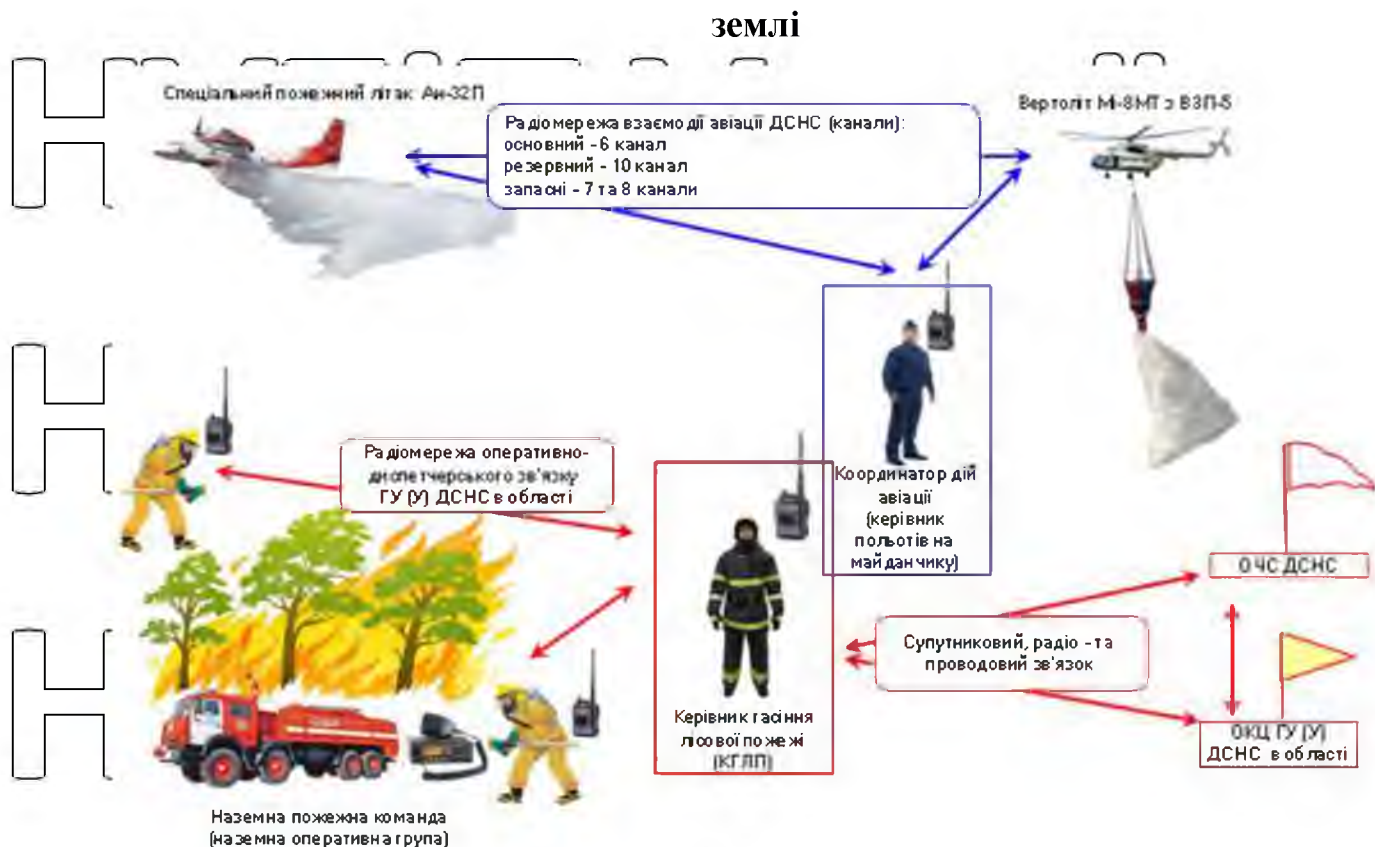 землі
Спеціальний пожежний літак Ан-32П
Вертоліт Мі-8МТ з ВЗП-5
Радіомережа взаємодії авіації ДСНС (канали):
основний - 6 канал
резервний - 10 канал
запасні - 7 та 8 канали
Радіомережа оперативно-
диспетчерського зв'язку
ГУ (У) ДСНС в області
Координатор дій
авіації
(керівник
польотів на
майданчику)
ОЧС ДСНС
Супутниковий, радіо - та
проводовий зв'язок
Керівник гасіння
лісової пожежі
(КГЛП)
ОКЦ ГУ (У)
ДСНС в області
Наземна пожежна команда
(наземна оперативна група)